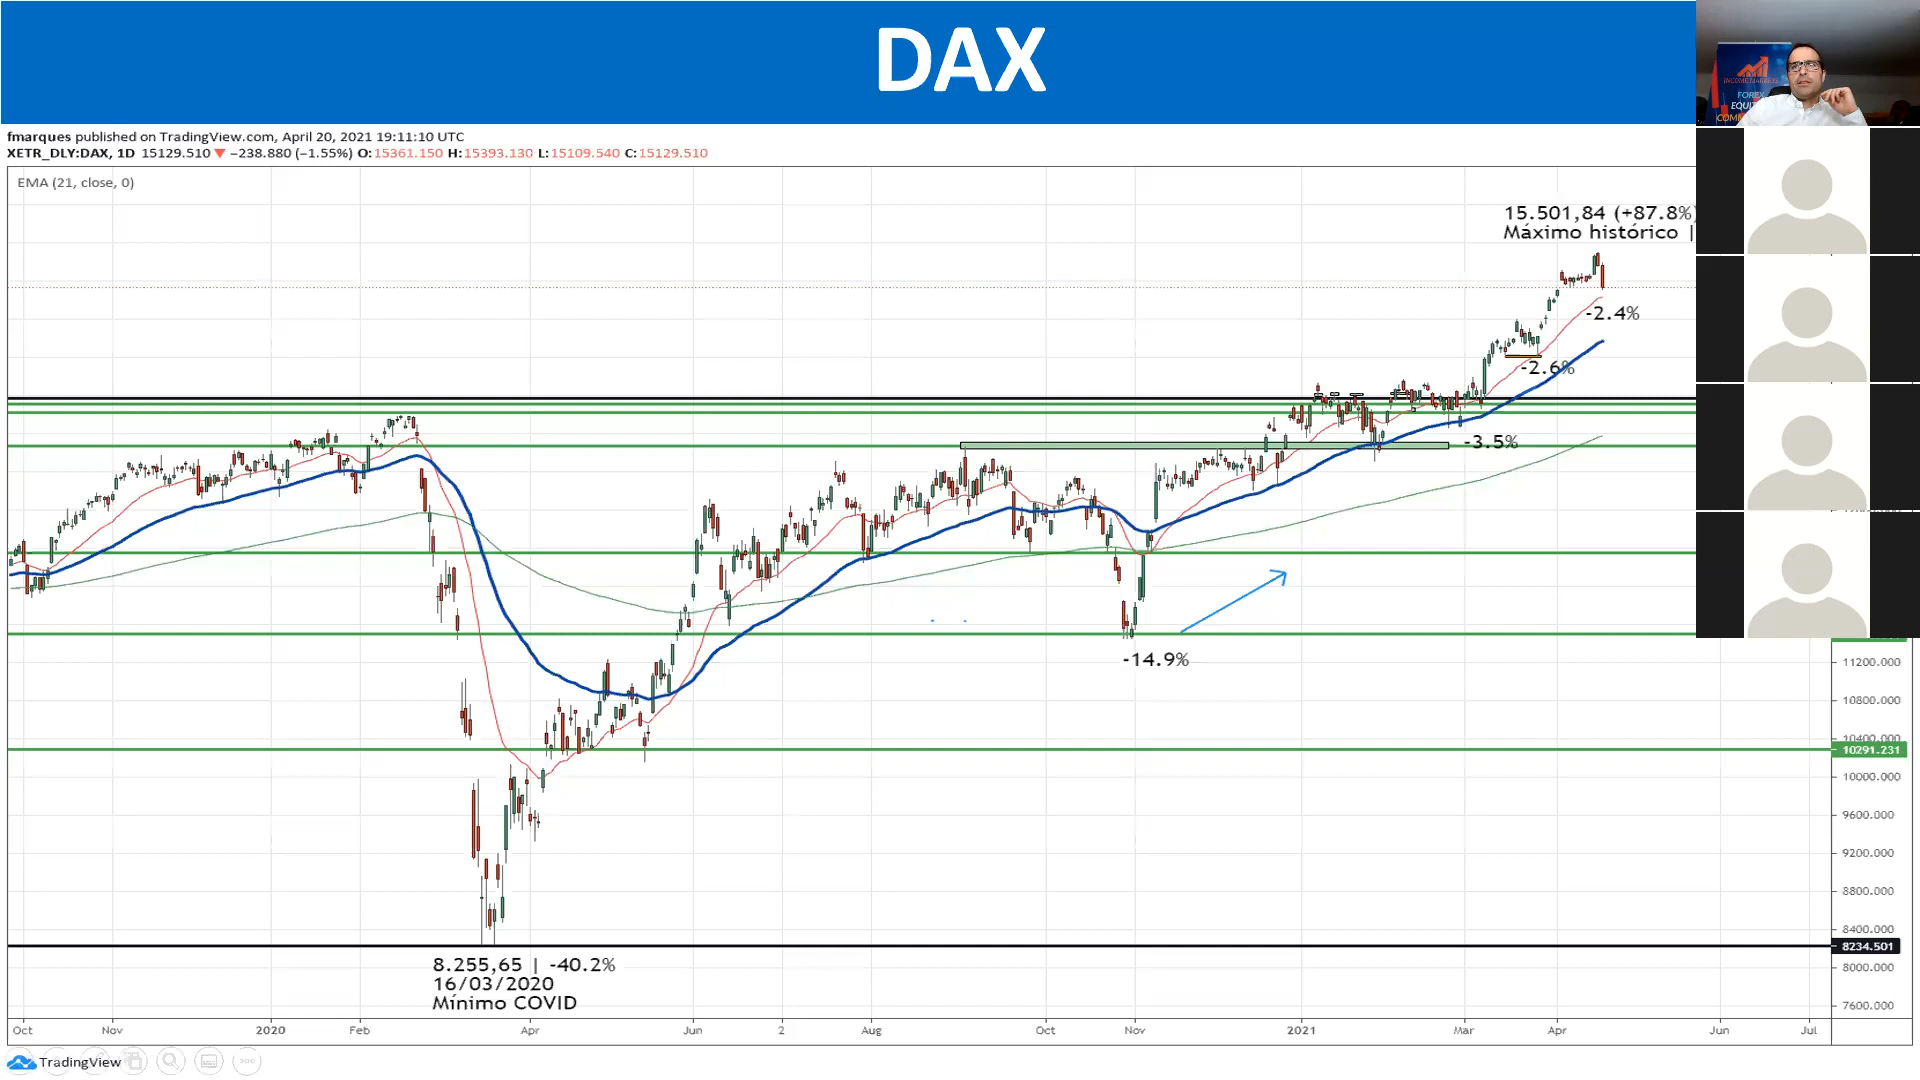 DAX
fmarques published on TradingView.com, April 20, 2021 19:11:10 UTC
XETR_DLY:DAX, 1D 15129.510 ▼ −238.880 (−1.55%) O:15361.150 H:15393.130 L:15109.540 C:15129.510
EMA (21, close, 0)
15.501,84 (+87.8%)
Máximo histórico |
-2.4%
-2.6%
-3.5%
-14.9%
8.255,65 | -40.2%
16/03/2020
Mínimo COVID
11200.000
10800.000
10400.000
10291.231
10000.000
9600.000
9200.000
8800.000
8400.000
8234.501
8000.000
7600.000
Oct Nov 2020 Feb Apr Jun 2 Aug Oct Nov 2021 Mar Apr Jun Jul
TradingView
FOREX